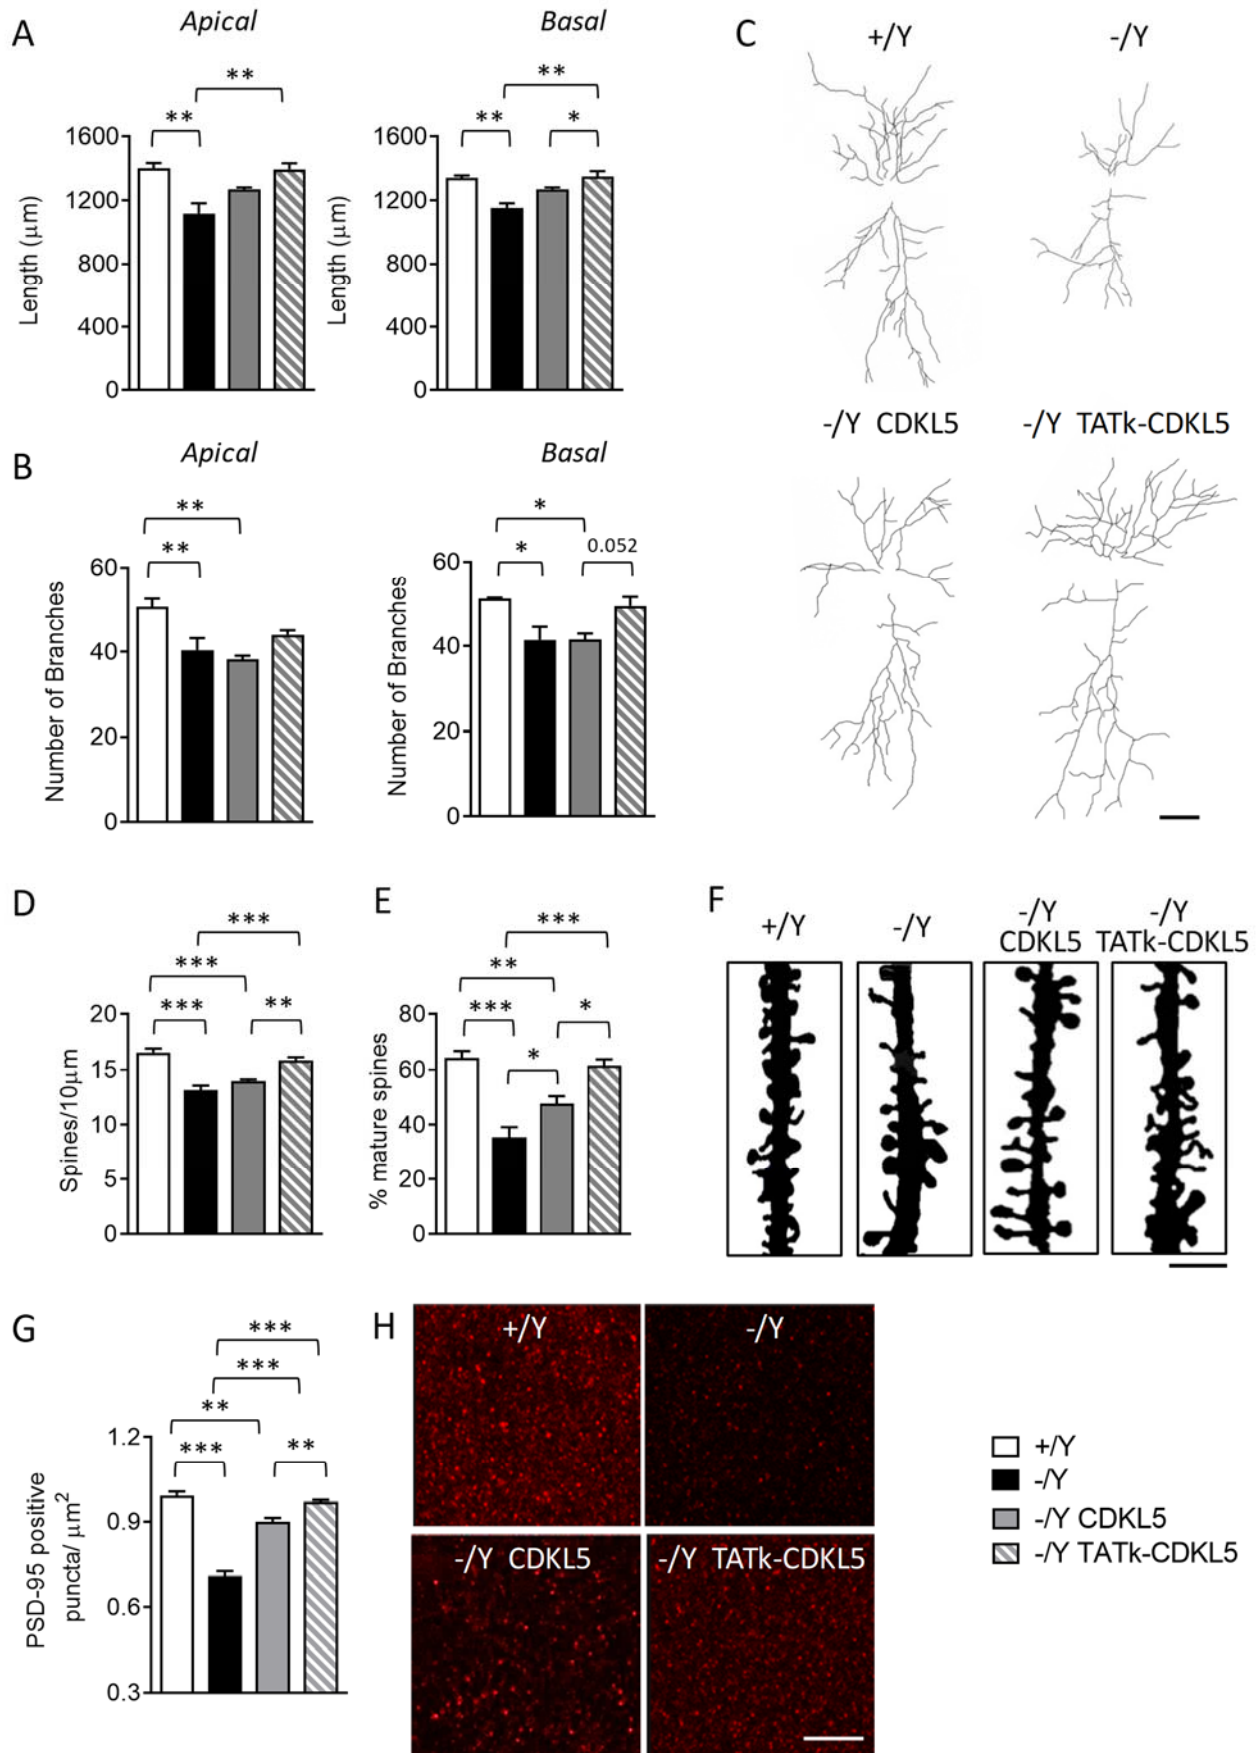 A
Apical
Basal
**
**
**
**
*
1600
1200
800
400
0
Length (μm)
1600
1200
800
400
0
Length (μm)
B
Apical
Basal
**
**
*
*
0.052
60
40
20
0
Number of Branches
60
40
20
0
Number of Branches
C
+/Y
-/Y
-/Y CDKL5
-/Y TATk-CDKL5
D
***
***
***
**
20
15
10
5
0
Spines/10μm
E
***
**
***
*
*
80
60
40
20
0
% mature spines
F
+/Y
-/Y
-/Y
CDKL5
-/Y
TATk-CDKL5
G
***
***
**
***
**
1.2
0.9
0.6
0.3
PSD-95 positive
puncta/ μm2
H
+/Y
-/Y
-/Y CDKL5
-/Y TATk-CDKL5
+/Y
-/Y
-/Y CDKL5
-/Y TATk-CDKL5